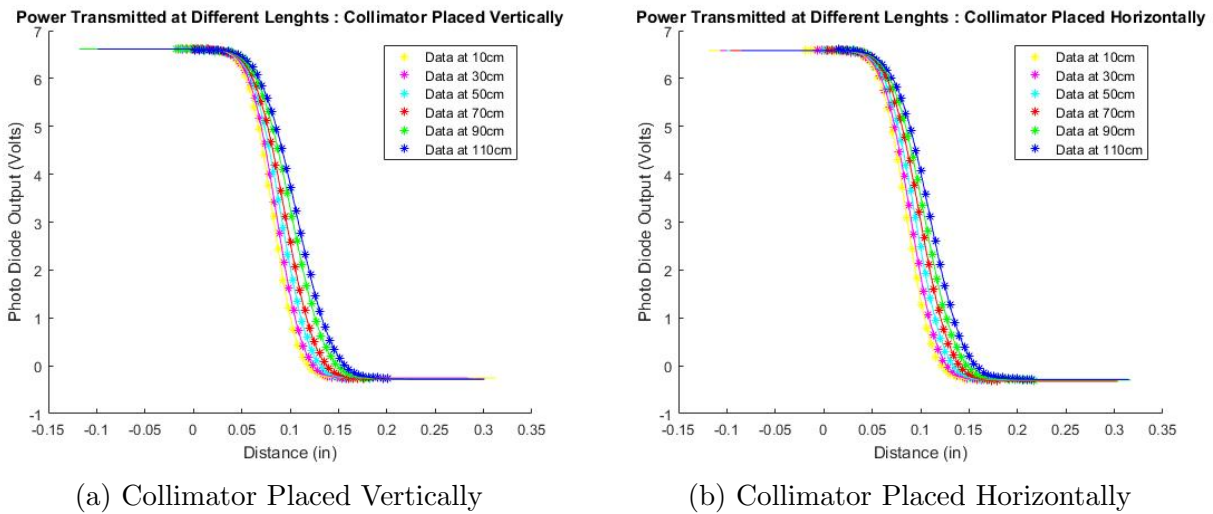 Power Transmitted at Different Lenghts : Collimator Placed Vertically
7
6
5
4
3
2
1
0
-1
Photo Diode Output (Volts)
Data at 10cm
Data at 30cm
Data at 50cm
Data at 70cm
Data at 90cm
Data at 110cm
-0.15 -0.1 -0.05 0 0.05 0.1 0.15 0.2 0.25 0.3 0.35
Distance (in)
(a) Collimator Placed Vertically
Power Transmitted at Different Lenghts : Collimator Placed Horizontally
7
6
5
4
3
2
1
0
-1
Photo Diode Output (Volts)
Data at 10cm
Data at 30cm
Data at 50cm
Data at 70cm
Data at 90cm
Data at 110cm
-0.15 -0.1 -0.05 0 0.05 0.1 0.15 0.2 0.25 0.3 0.35
Distance (in)
(b) Collimator Placed Horizontally